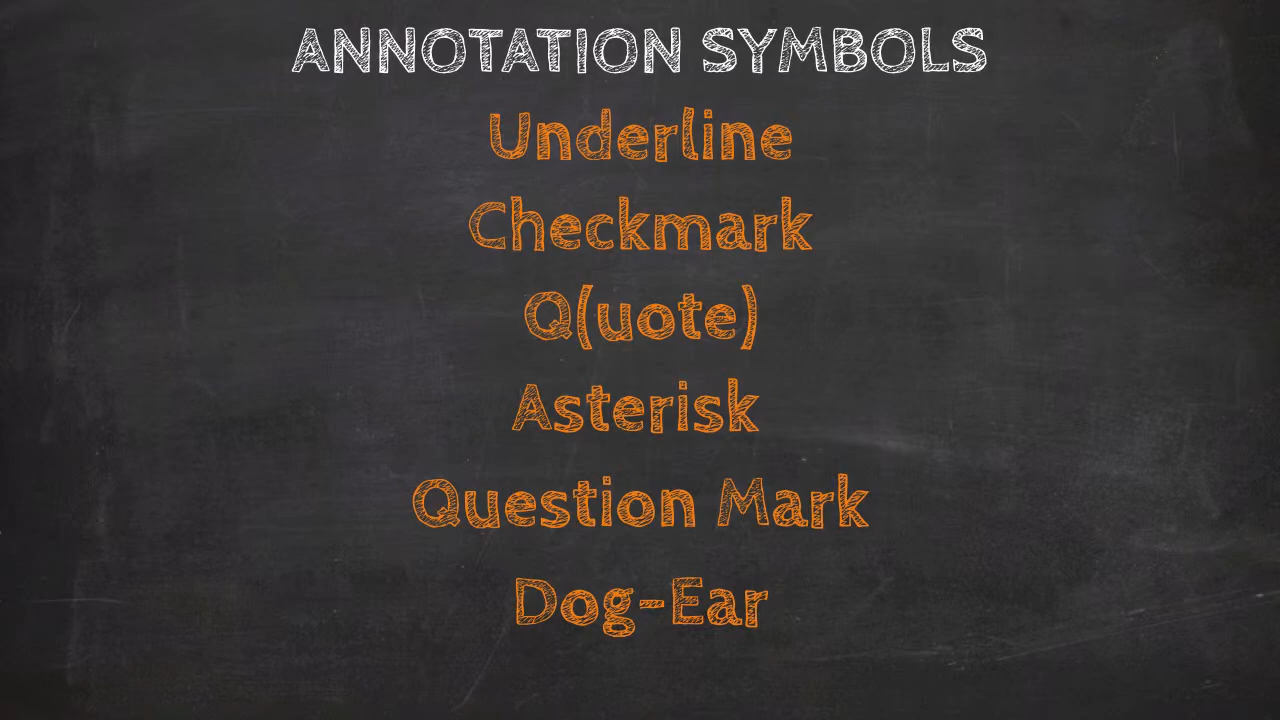 ANNOTATION SYMBOLS
Underline
Checkmark
Q(uote)
Asterisk
Question Mark
Dog-Ear